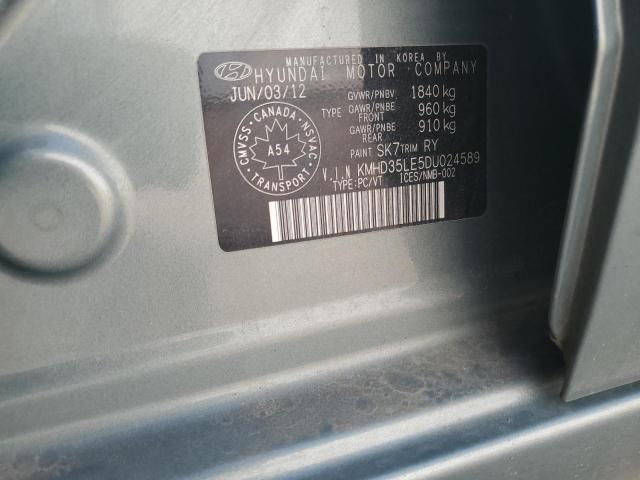 MANUFACTURED IN KOREA BY
HYUNDAI MOTOR COMPANY
JUN/03/12
GVWR/PNBV 1840 kg
TYPE GAWR/PNBE FRONT 960 kg
GAWR/PNBE REAR 910 kg
PAINT SK7 TRIM RY
V.I.N KMHD35LE5DU024589
TYPE:PC/VT ICES/NMB-002
CMVSS. CANADA NSVAC
A54
TRANSPORT